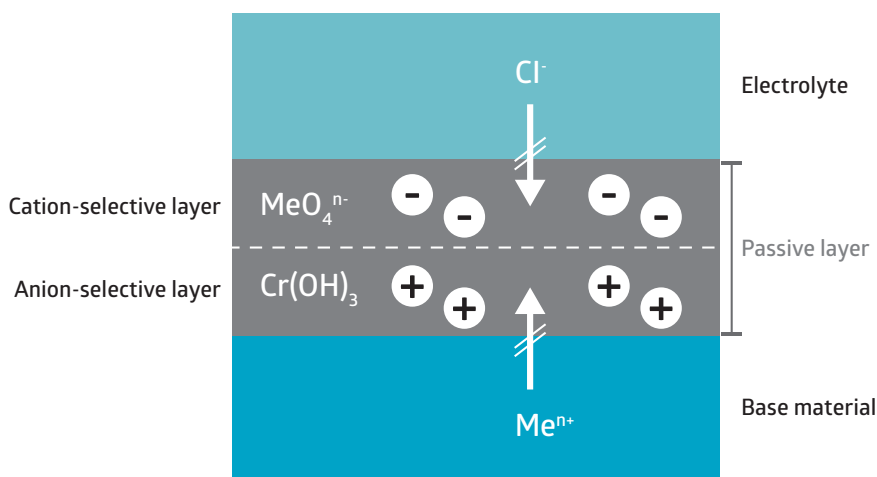 Cl⁻
Electrolyte
Cation-selective layer
MeO₄ⁿ⁻
- - - -
Passive layer
Anion-selective layer
Cr(OH)₃
+ + + +
Base material
Meⁿ⁺